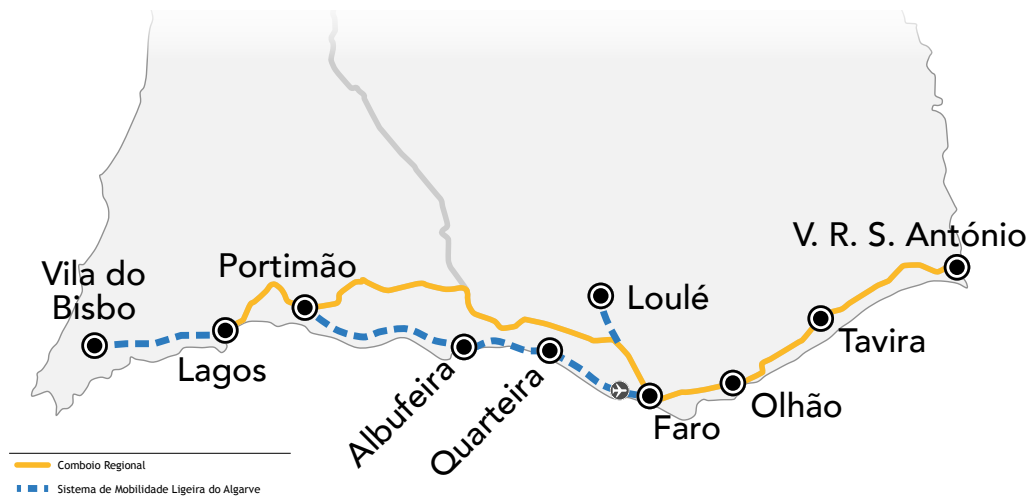 V. R. S. António
Vila do
Bisbo
Portimão
Loulé
Tavira
Lagos
Albufeira
Quarteira
Olhão
Faro
Comboio Regional
Sistema de Mobilidade Ligeira do Algarve